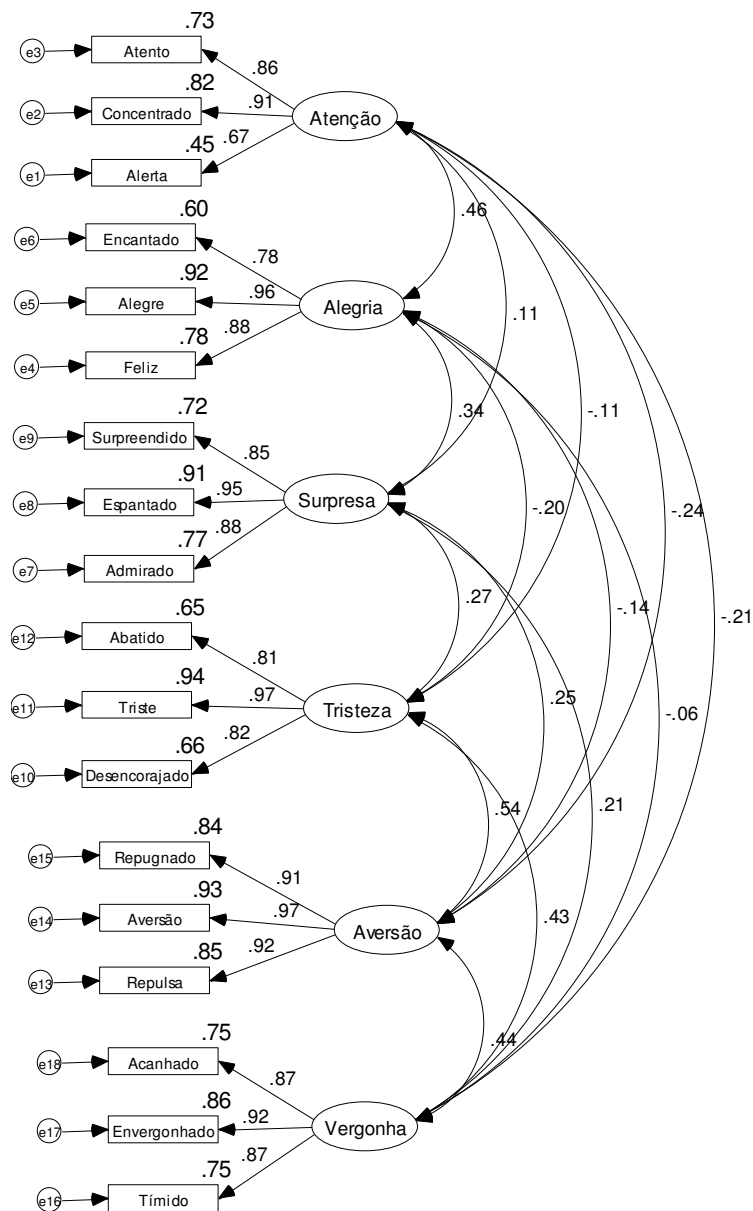 .73
e3 Atento
.86
.82
e2 Concentrado
.91
Atenção
.67
.45
e1 Alerta
.46
.60
e6 Encantado
.78
.92
e5 Alegre
.96
Alegria
.11
.88
.78
e4 Feliz
.34
-.11
.72
e9 Surpreendido
.85
.91
e8 Espantado
.95
Surpresa
-.20
-.24
.88
.77
e7 Admirado
.27
-.14
-.21
.65
e12 Abatido
.81
.94
e11 Triste
.97
Tristeza
.25
-.06
.82
.66
e10 Desencorajado
.54
.21
.84
e15 Repugnado
.91
.93
e14 Aversão
.97
Aversão
.43
.92
.85
e13 Repulsa
.44
.75
e18 Acanhado
.87
.86
e17 Envergonhado
.92
Vergonha
.87
.75
e16 Tímido